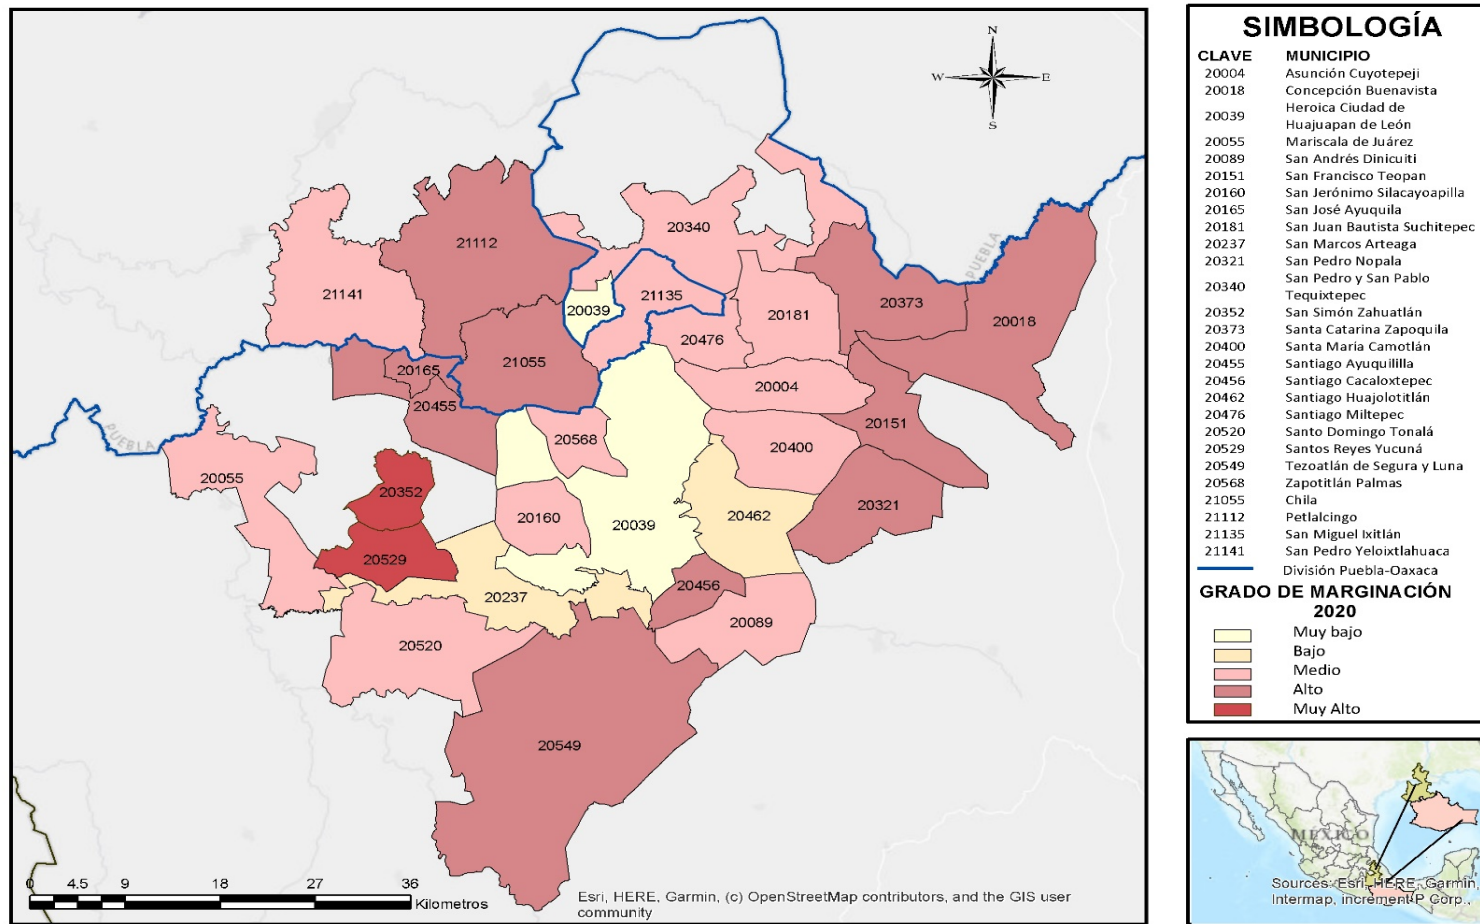 N
W E
S
PUEBLA
PUEBLA
21112
20340
21141
20039
21135
20181
20373
20018
20476
20165
21055
20004
20455
20151
20568
20400
20055
20352
20321
20160
20462
20039
20529
20456
20237
20089
20520
20549
0 4.5 9 18 27 36
Kilometros
Esri, HERE, Garmin, (c) OpenStreetMap contributors, and the GIS user
community
SIMBOLOGÍA
CLAVE MUNICIPIO
20004 Asunción Cuyotepeji
20018 Concepción Buenavista
20039 Heroica Ciudad de
Huajuapan de León
20055 Mariscala de Juárez
20089 San Andrés Dinicuiti
20151 San Francisco Teopan
20160 San Jerónimo Silacayoapilla
20165 San José Ayuquila
20181 San Juan Bautista Suchitepec
20237 San Marcos Arteaga
20321 San Pedro Nopala
20340 San Pedro y San Pablo
Tequixtepec
20352 San Simón Zahuatlán
20373 Santa Catarina Zapoquila
20400 Santa María Camotlán
20455 Santiago Ayuquililla
20456 Santiago Cacaloxtepec
20462 Santiago Huajolotitlán
20476 Santiago Miltepec
20520 Santo Domingo Tonalá
20529 Santos Reyes Yucuná
20549 Tezoatlán de Segura y Luna
20568 Zapotitlán Palmas
21055 Chila
21112 Petlalcingo
21135 San Miguel Ixitlán
21141 San Pedro Yeloixtlahuaca
División Puebla-Oaxaca
GRADO DE MARGINACIÓN
2020
Muy bajo
Bajo
Medio
Alto
Muy Alto
MÉXICO
Sources: Esri, HERE, Garmin,
Intermap, increment P Corp.,